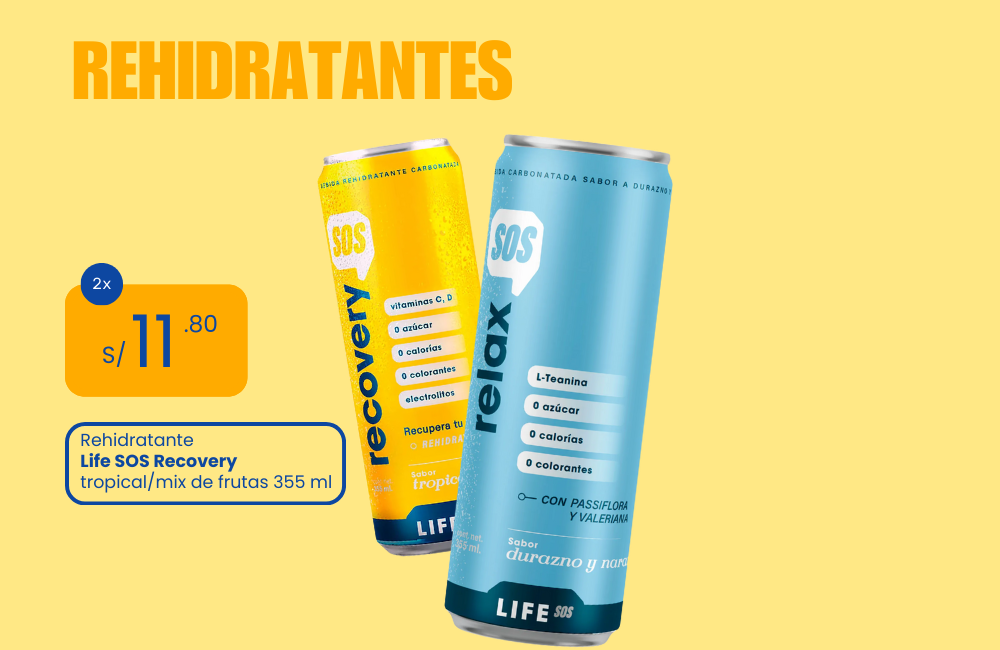 REHIDRATANTES
2x
S/ 11 .80
Rehidratante
Life SOS Recovery
tropical/mix de frutas 355 ml
REHIDRATANTE
SOS
recovery
vitaminas C, D
0 azúcar
0 calorías
0 colorantes
electrolitos
Recupera tu
Sabor
LIFE
CARBONATADA SABOR A
SOS
relax
L-Teanina
0 azúcar
0 calorías
0 colorantes
CON PASSIFLORA
Y VALERIANA
Sabor
durazno y
LIFE SOS